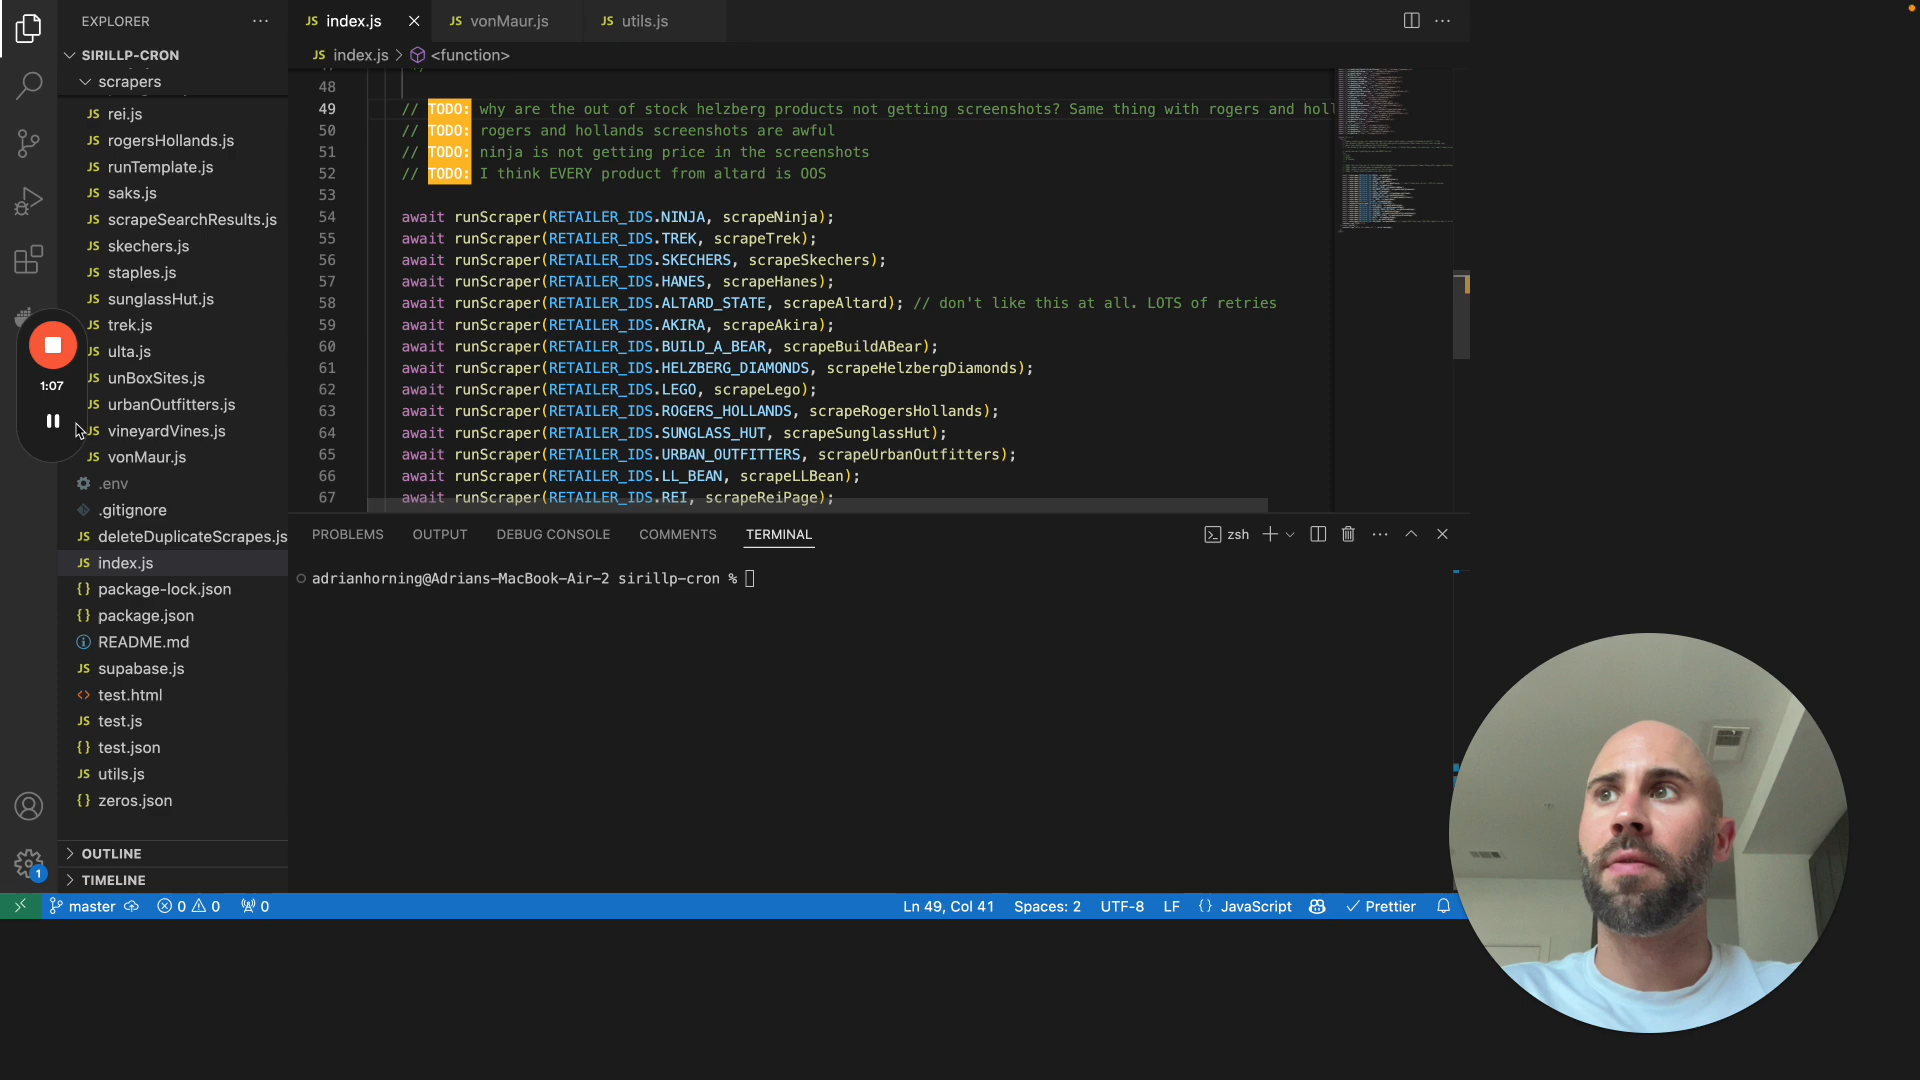 EXPLORER
SIRILLP-CRON
scrapers
JS rei.js
JS rogersHollands.js
JS runTemplate.js
JS saks.js
JS scrapeSearchResults.js
JS skechers.js
JS staples.js
JS sunglassHut.js
JS trek.js
JS ulta.js
JS unBoxSites.js
JS urbanOutfitters.js
JS vineyardVines.js
JS vonMaur.js
.env
.gitignore
JS deleteDuplicateScrapes.js
JS index.js
{} package-lock.json
{} package.json
README.md
JS supabase.js
<> test.html
JS test.js
{} test.json
JS utils.js
{} zeros.json
OUTLINE
TIMELINE
1:07
1
JS index.js
JS vonMaur.js
JS utils.js
JS index.js > <function>
48
49 // TODO: why are the out of stock helzberg products not getting screenshots? Same thing with rogers and holl
50 // TODO: rogers and hollands screenshots are awful
51 // TODO: ninja is not getting price in the screenshots
52 // TODO: I think EVERY product from altard is OOS
53
54 await runScraper(RETAILER_IDS.NINJA, scrapeNinja);
55 await runScraper(RETAILER_IDS.TREK, scrapeTrek);
56 await runScraper(RETAILER_IDS.SKECHERS, scrapeSkechers);
57 await runScraper(RETAILER_IDS.HANES, scrapeHanes);
58 await runScraper(RETAILER_IDS.ALTARD_STATE, scrapeAltard); // don't like this at all. LOTS of retries
59 await runScraper(RETAILER_IDS.AKIRA, scrapeAkira);
60 await runScraper(RETAILER_IDS.BUILD_A_BEAR, scrapeBuildABear);
61 await runScraper(RETAILER_IDS.HELZBERG_DIAMONDS, scrapeHelzbergDiamonds);
62 await runScraper(RETAILER_IDS.LEGO, scrapeLego);
63 await runScraper(RETAILER_IDS.ROGERS_HOLLANDS, scrapeRogersHollands);
64 await runScraper(RETAILER_IDS.SUNGLASS_HUT, scrapeSunglassHut);
65 await runScraper(RETAILER_IDS.URBAN_OUTFITTERS, scrapeUrbanOutfitters);
66 await runScraper(RETAILER_IDS.LL_BEAN, scrapeLLBean);
67 await runScraper(RETAILER_IDS.REI, scrapeReiPage);
PROBLEMS OUTPUT DEBUG CONSOLE COMMENTS TERMINAL
zsh
adrianhorning@Adrians-MacBook-Air-2 sirillp-cron %
master 0 0 0
Ln 49, Col 41 Spaces: 2 UTF-8 LF {} JavaScript Prettier